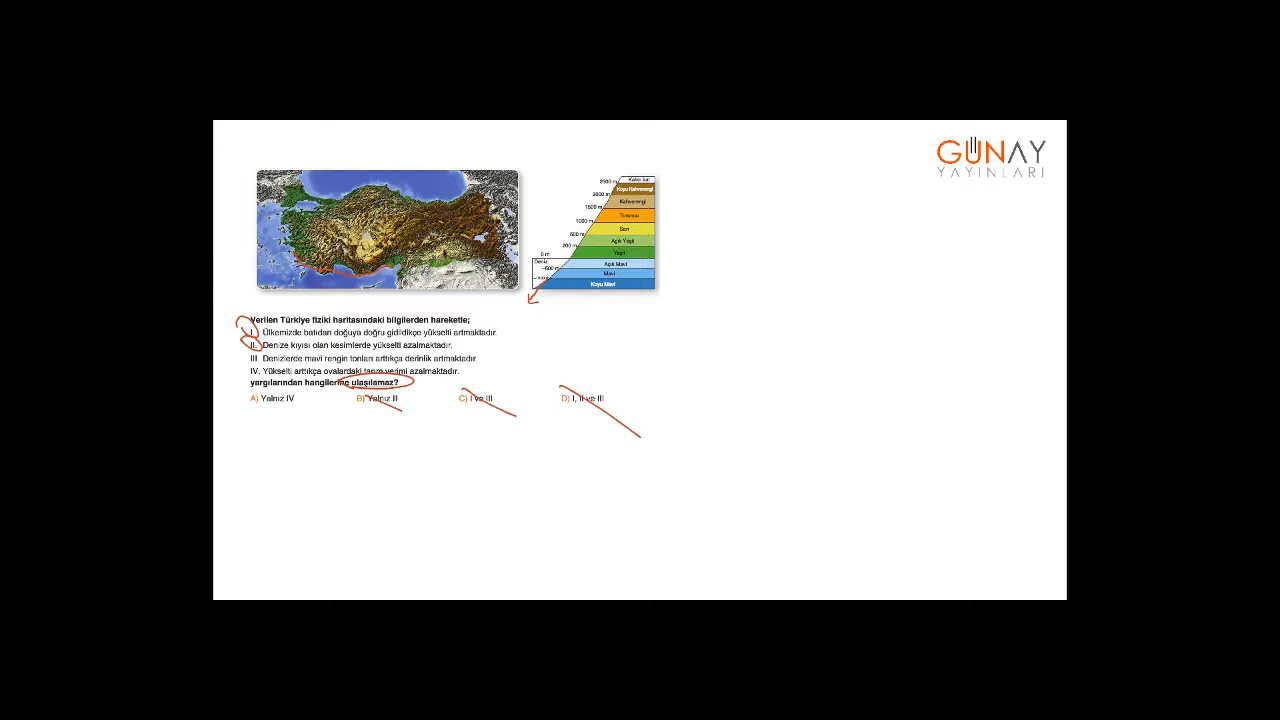 GÜNAY
YAYINLARI
2500 m
Kalıcı kar
2000 m
Koyu Kahverengi
1500 m
Kahverengi
1000 m
Turuncu
500 m
Sarı
200 m
Açık Yeşil
0 m
Yeşil
Deniz
Açık Mavi
-500 m
Mavi
Koyu Mavi
Verilen Türkiye fiziki haritasındaki bilgilerden hareketle;
I. Ülkemizde batıdan doğuya doğru gidildikçe yükselti artmaktadır.
II. Denize kıyısı olan kesimlerde yükselti azalmaktadır.
III. Denizlerde mavi rengin tonları arttıkça derinlik artmaktadır.
IV. Yükselti arttıkça ovalardaki tarım verimi azalmaktadır.
yargılarından hangilerine ulaşılamaz?
A) Yalnız IV B) Yalnız II C) I ve III D) I, II ve III